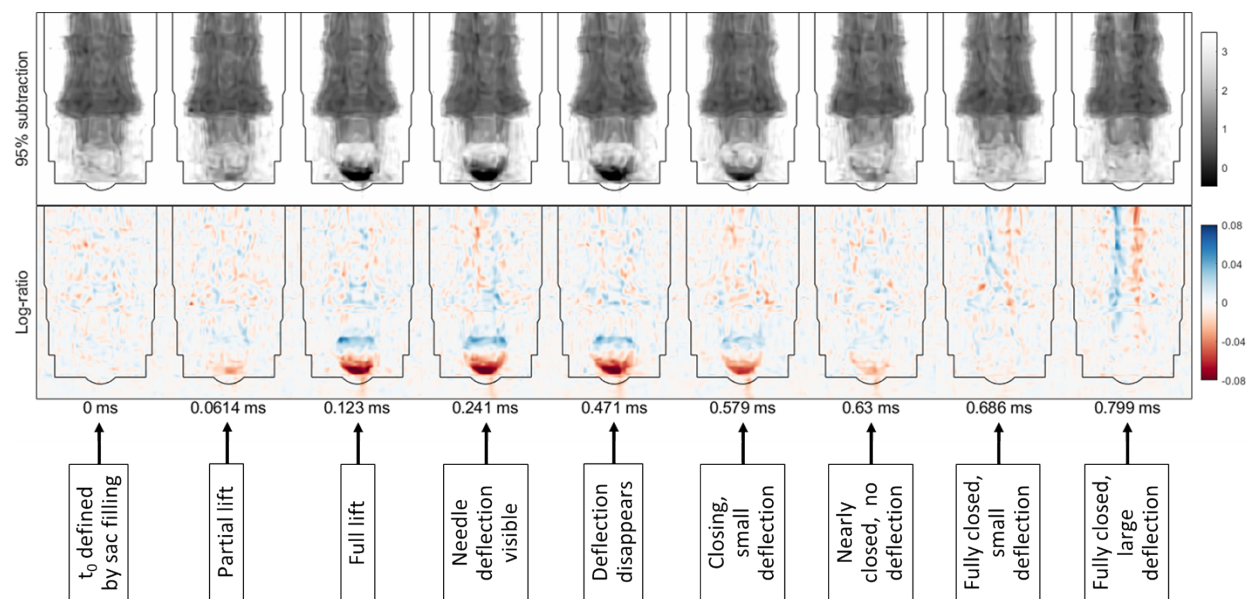 95% subtraction
3
2
1
0
Log-ratio
0.08
0.04
0
-0.04
-0.08
0 ms
0.0614 ms
0.123 ms
0.241 ms
0.471 ms
0.579 ms
0.63 ms
0.686 ms
0.799 ms
t₀ defined
by sac filling
Partial lift
Full lift
Needle
deflection
visible
Deflection
disappears
Closing,
small
deflection
Nearly
closed, no
deflection
Fully closed,
small
deflection
Fully closed,
large
deflection